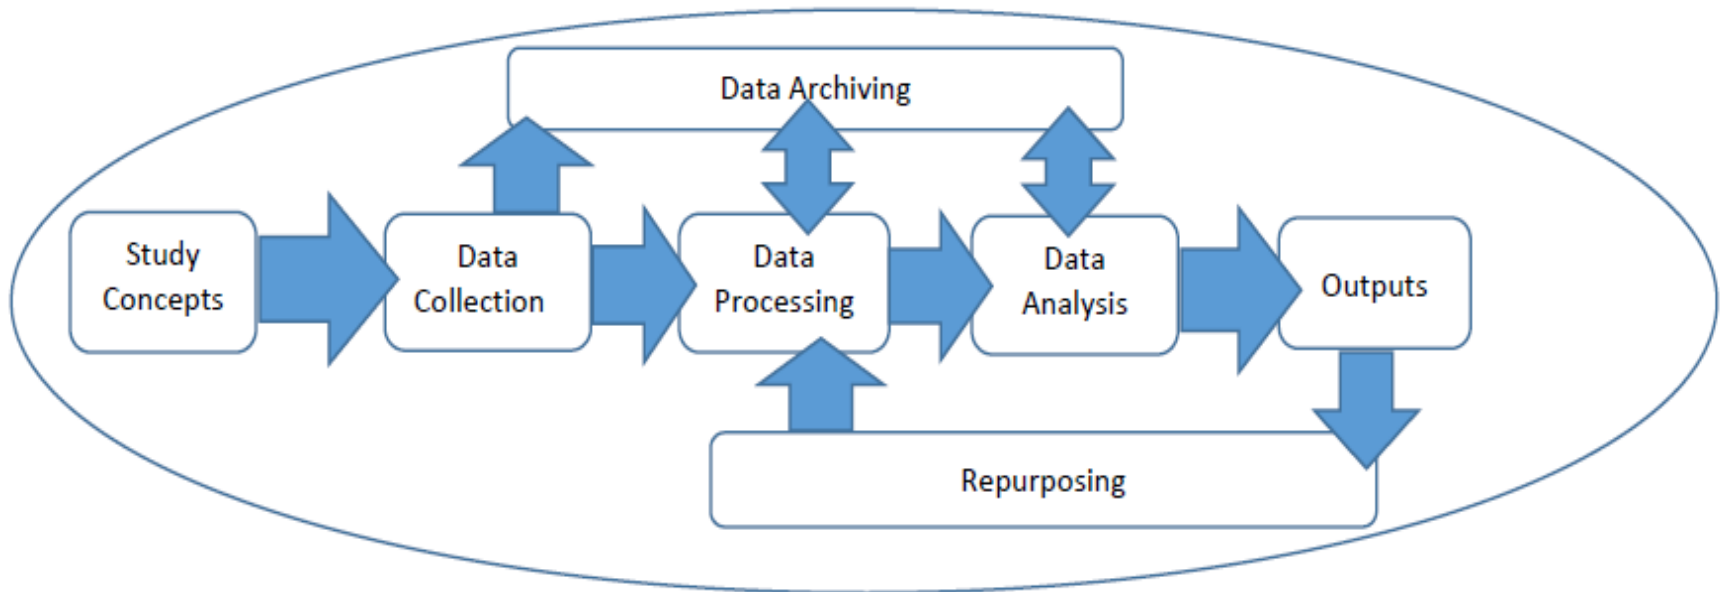 Data Archiving
Study
Concepts
Data
Collection
Data
Processing
Data
Analysis
Outputs
Repurposing